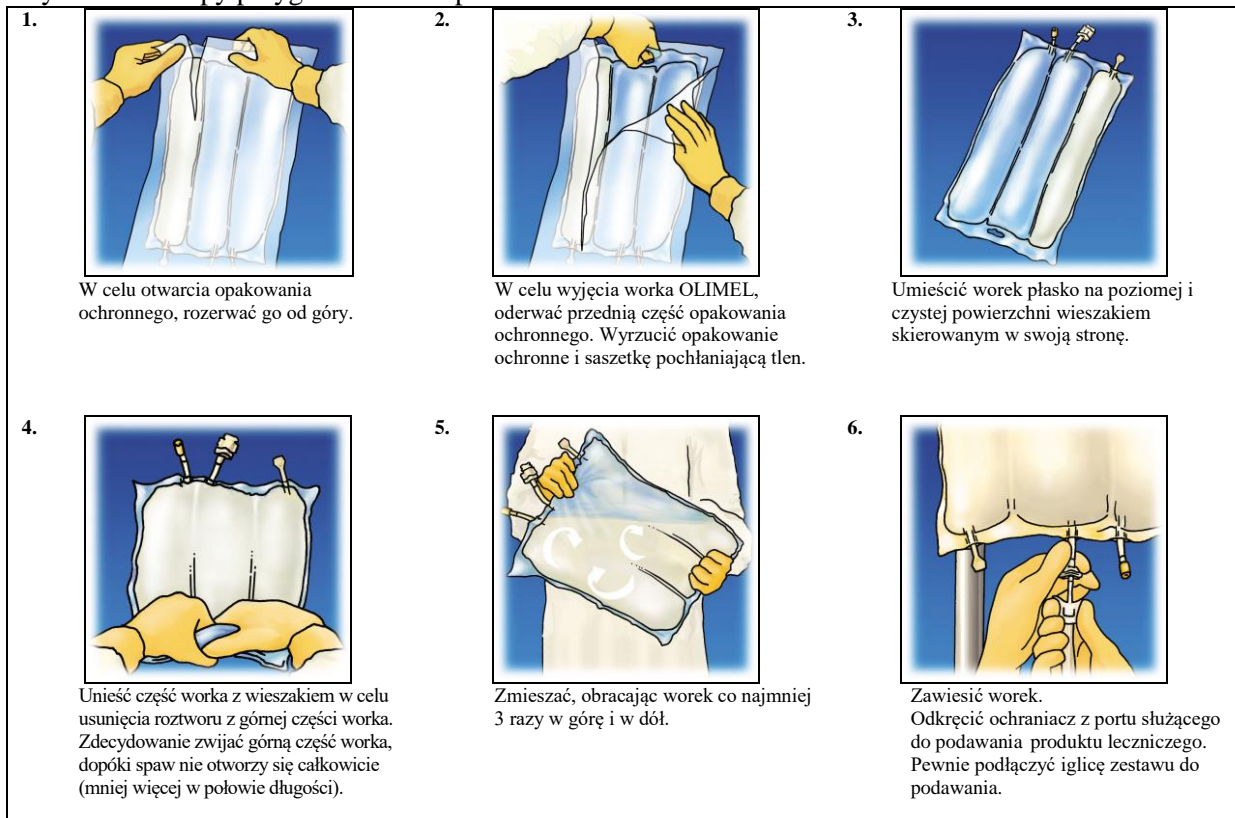 1.
W celu otwarcia opakowania
ochronnego, rozerwać go od góry.
2.
W celu wyjęcia worka OLIMEL,
oderwać przednią część opakowania
ochronnego. Wyrzucić opakowanie
ochronne i saszetkę pochłaniającą tlen.
3.
Umieścić worek płasko na poziomej i
czystej powierzchni wieszakiem
skierowanym w swoją stronę.
4.
Unieść część worka z wieszakiem w celu
usunięcia roztworu z górnej części worka.
Zdecydowanie zwijać górną część worka,
dopóki spaw nie otworzy się całkowicie
(mniej więcej w połowie długości).
5.
Zmieszać, obracając worek co najmniej
3 razy w górę i w dół.
6.
Zawiesić worek.
Odkręcić ochraniacz z portu służącego
do podawania produktu leczniczego.
Pewnie podłączyć iglicę zestawu do
podawania.